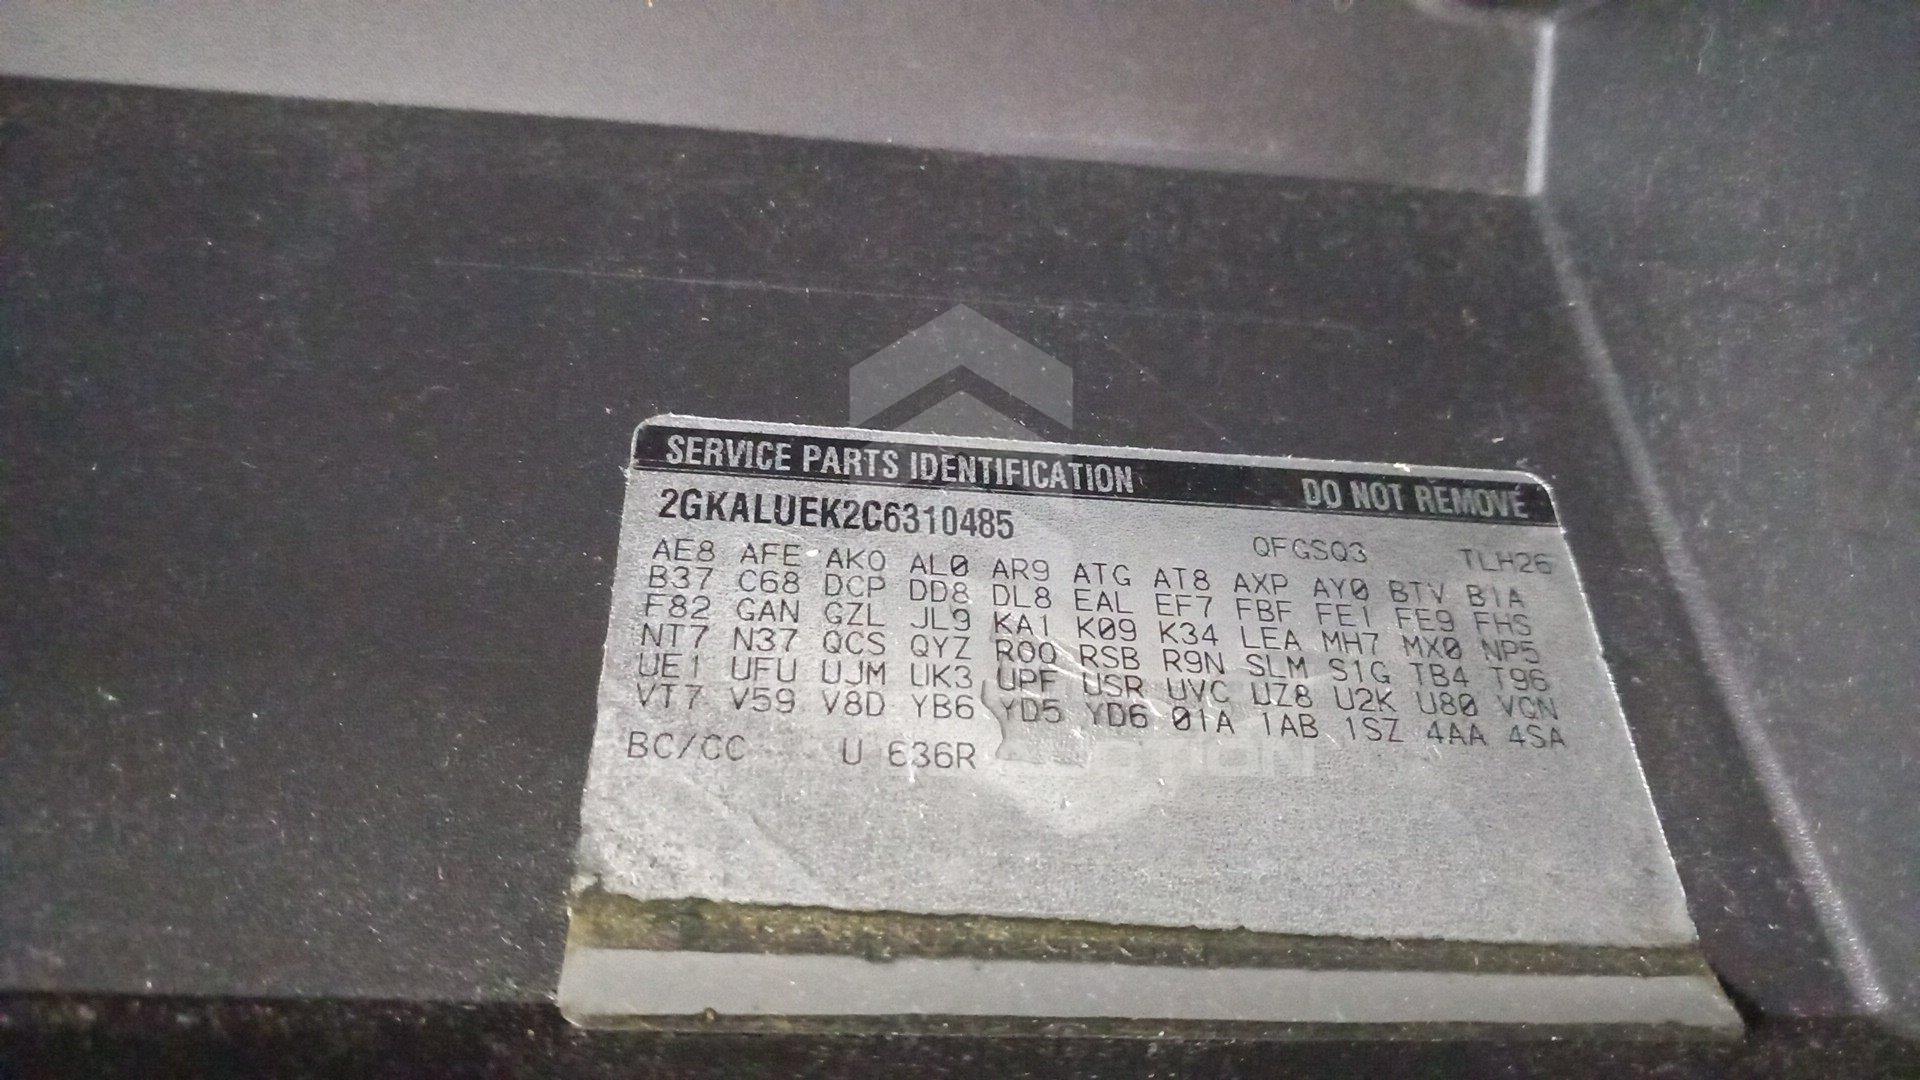 SERVICE PARTS IDENTIFICATION DO NOT REMOVE
2GKALUEK2C6310485 QFGSQ3 TLH26
AE8 AFE AKO AL0 AR9 ATG AT8 AXP AY0 BTV B1A
B37 C68 DCP DD8 DL8 EAL EF7 FBF FE1 FE9 FHS
F82 GAN GZL JL9 KA1 K09 K34 LEA MH7 MX0 NP5
NT7 N37 QCS QYZ ROO RSB R9N SLM S1G TB4 T96
UE1 UFU UJM UK3 UPF USR UVC UZ8 U2K U80 VCN
VT7 V59 V8D YB6 YD5 YD6 01A 1AB 1SZ 4AA 4SA
BC/CC U 636R